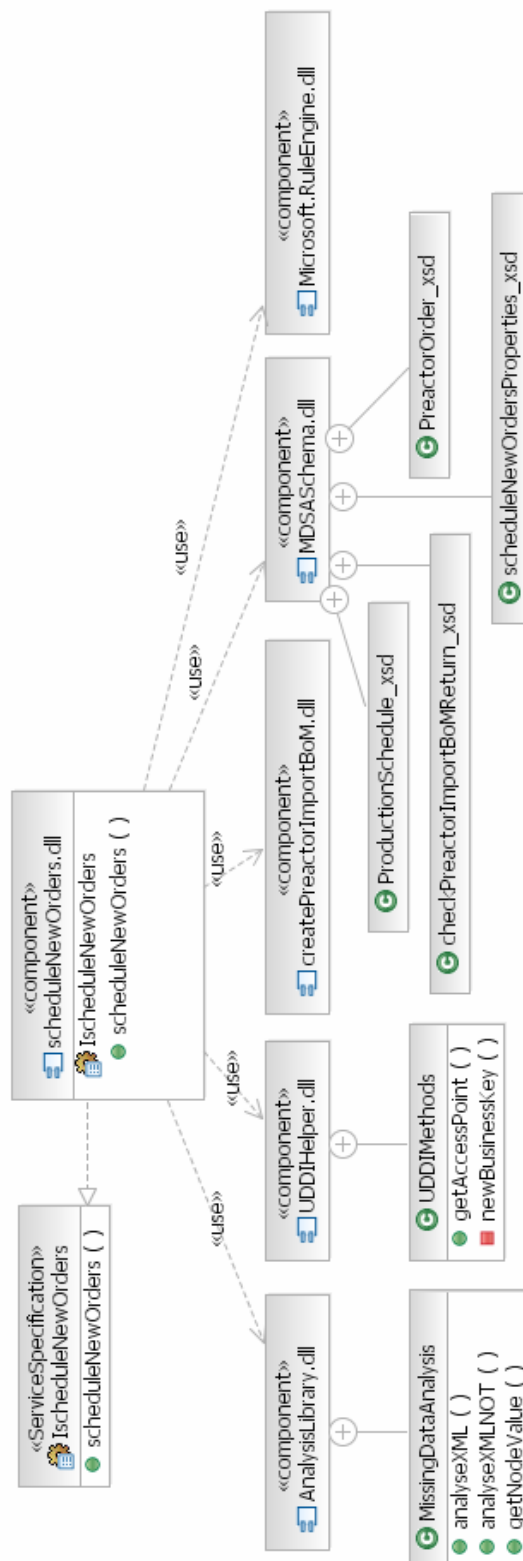 «ServiceSpecification»
IscheduleNewOrders
scheduleNewOrders ( )
«component»
scheduleNewOrders.dll
IscheduleNewOrders
scheduleNewOrders ( )
«use»
«use»
«use»
«use»
«use»
«component»
AnalysisLibrary.dll
«component»
UDDIHelper.dll
«component»
createPreactorImportBoM.dll
«component»
MDSASchema.dll
«component»
Microsoft.RuleEngine.dll
MissingDataAnalysis
analyseXML ( )
analyseXMLNOT ( )
getNodeValue ( )
UDDIMethods
getAccessPoint ( )
newBusinessKey ( )
ProductionSchedule_xsd
checkPreactorImportBoMReturn_xsd
PreactorOrder_xsd
scheduleNewOrdersProperties_xsd